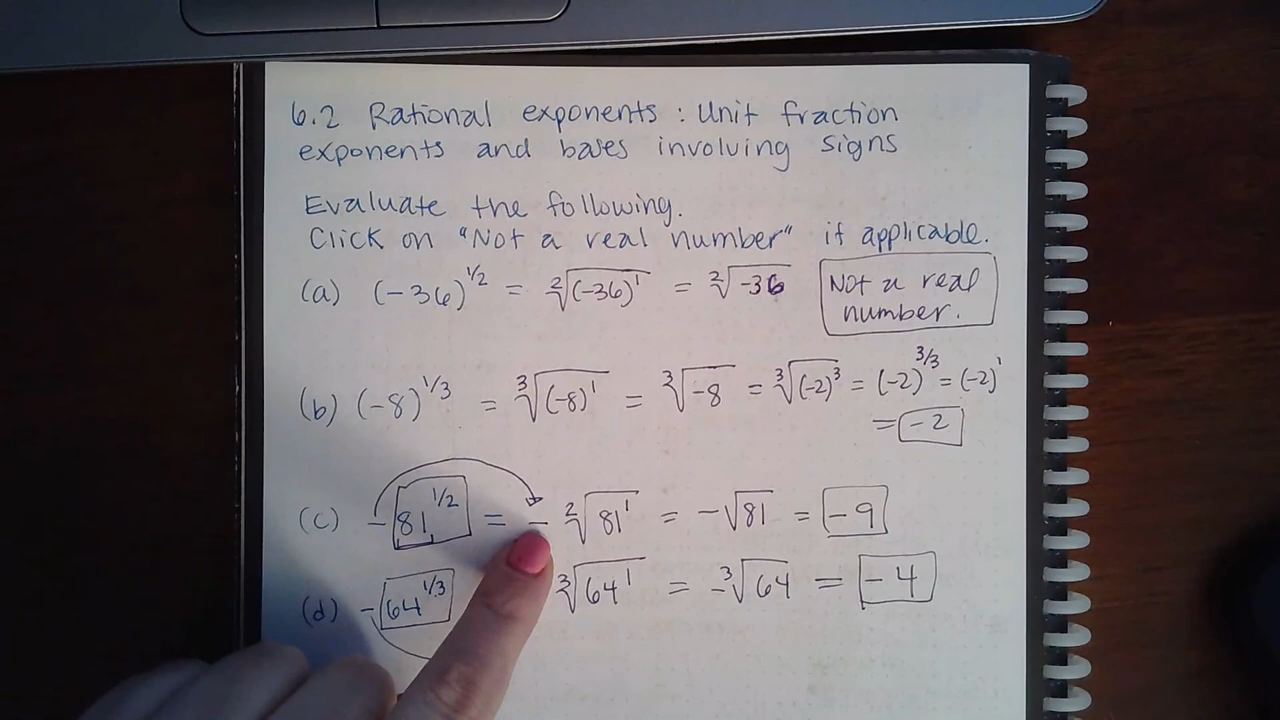 6.2 Rational exponents : Unit fraction
exponents and bases involving signs
Evaluate the following.
Click on "Not a real number" if applicable.
(a) (-36)^{1/2} = ²√(-36)¹ = ²√-36 Not a real number.
(b) (-8)^{1/3} = ³√(-8)¹ = ³√-8 = ³√(-2)³ = (-2)^{3/3} = (-2)¹
= -2
(c) -81^{1/2} = - ²√81¹ = -√81 = -9
(d) -64^{1/3} ³√64¹ = -³√64 = -4